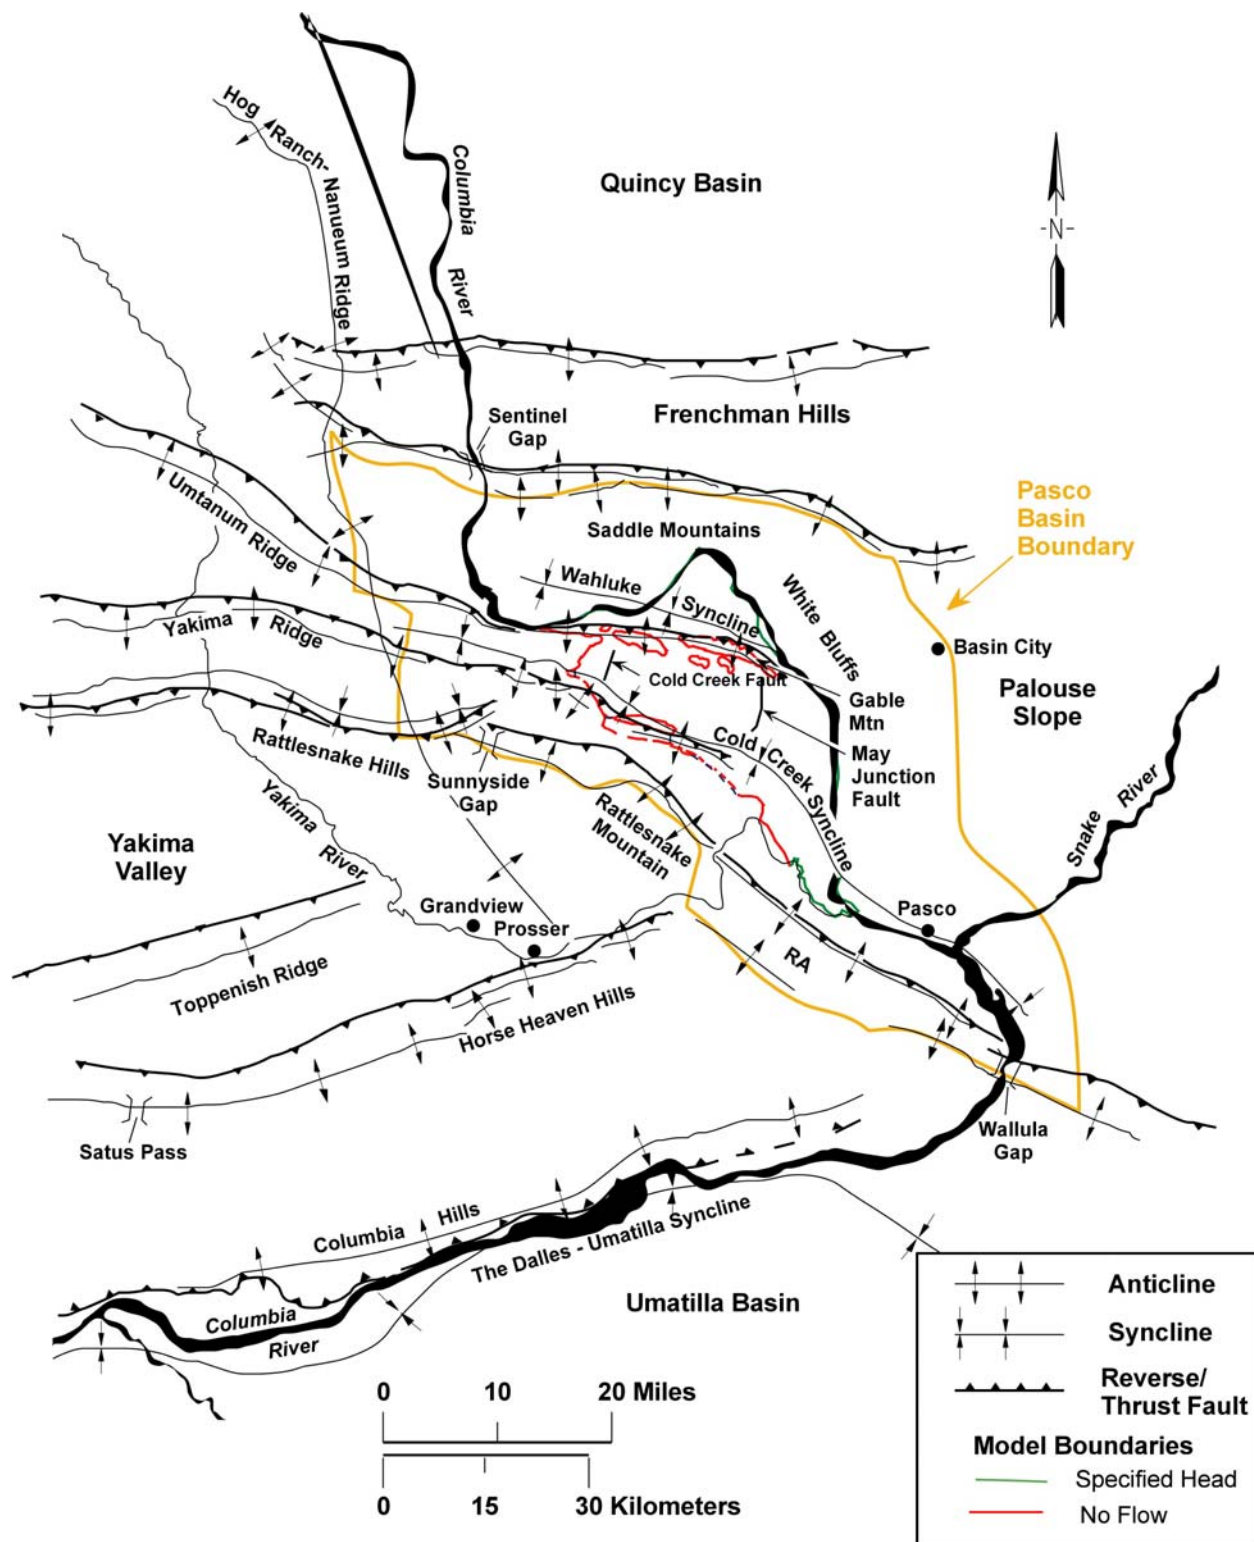 Hog
Ranch-
Nanueum Ridge
Columbia
River
Quincy Basin
-N-
Sentinel
Gap
Frenchman Hills
Umtanum Ridge
Saddle Mountains
Pasco
Basin
Boundary
Wahluke
Syncline
White Bluffs
Yakima
Ridge
Basin City
Cold Creek Fault
Palouse
Slope
Gable
Mtn
Rattlesnake Hills
Sunnyside
Gap
Cold
Creek Syncline
May
Junction
Fault
Snake
River
Yakima
River
Rattlesnake
Mountain
Yakima
Valley
Grandview
Prosser
Pasco
RA
Toppenish Ridge
Horse Heaven Hills
Satus Pass
Wallula
Gap
Columbia
Hills
The Dalles - Umatilla Syncline
Umatilla Basin
Columbia
River
Anticline
Syncline
Reverse/
Thrust Fault
Model Boundaries
Specified Head
No Flow
0 10 20 Miles
0 15 30 Kilometers